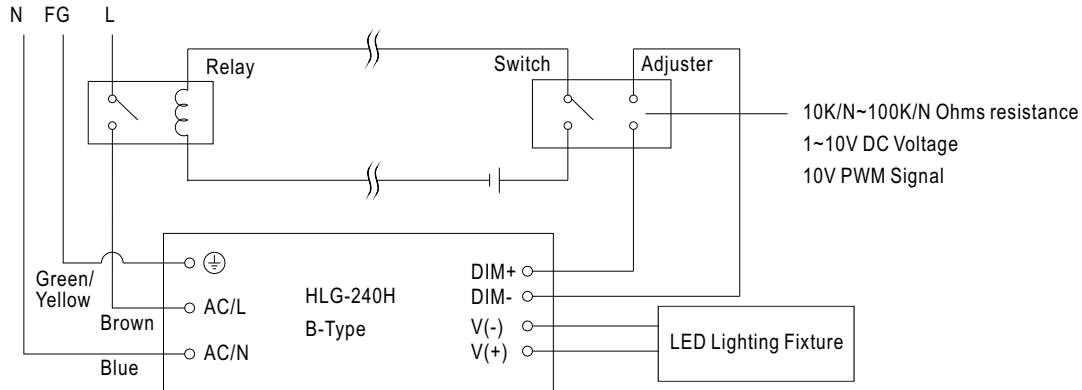 N FG L
Relay
Switch
Adjuster
10K/N~100K/N Ohms resistance
1~10V DC Voltage
10V PWM Signal
Green/
Yellow
Brown
Blue
AC/L
AC/N
HLG-240H
B-Type
DIM+
DIM-
V(-)
V(+)
LED Lighting Fixture